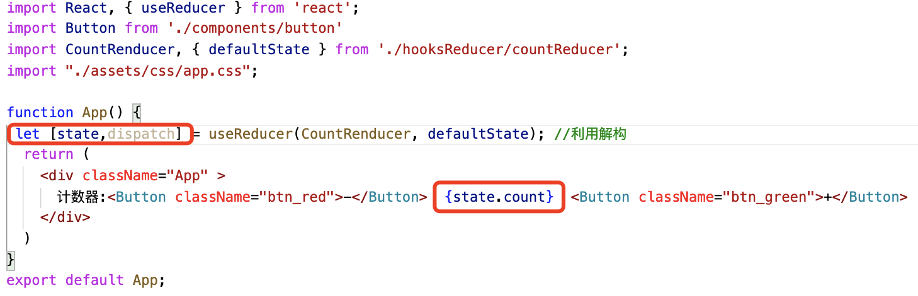 import React, { useReducer } from 'react';
import Button from './components/button'
import CountRenducer, { defaultState } from './hooksReducer/countReducer';
import "./assets/css/app.css";
function App() {
let [state,dispatch] = useReducer(CountRenducer, defaultState); //利用解构
return (
<div className="App" >
计数器:<Button className="btn_red">-</Button> {state.count} <Button className="btn_green">+</Button>
</div>
)
}
export default App;